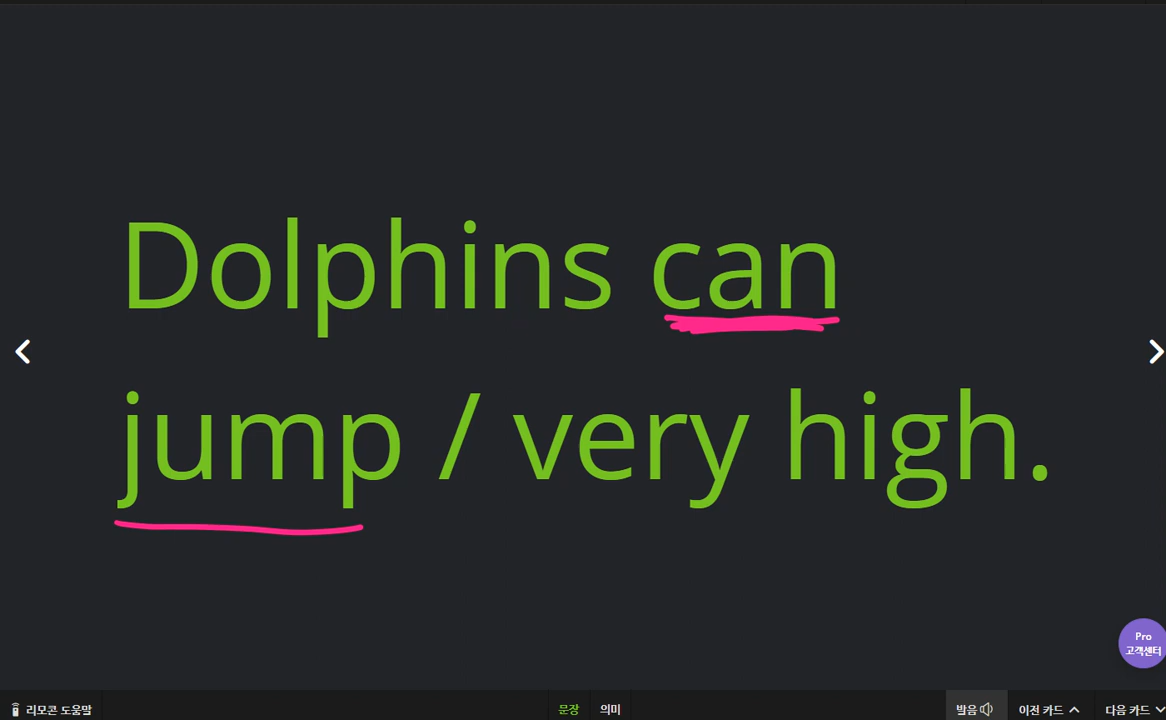 Dolphins can
jump / very high.
Pro
고객센터
리모콘 도움말
문장
의미
발음
이전 카드
다음 카드